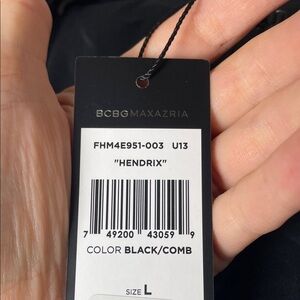 BCBGMAXAZRIA
FHM4E951-003 U13
"HENDRIX"
7 49200 43059 9
COLOR BLACK/COMB
SIZE L